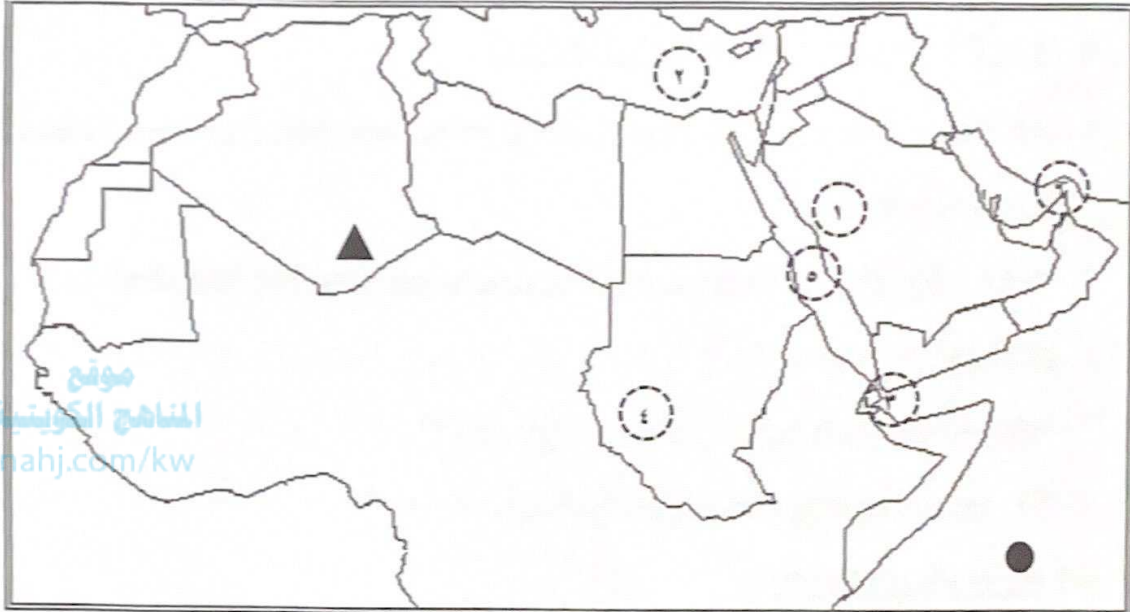 ٢
١
٥
موقع
المناهج الكويتية
٣
٤
nahj.com/kw